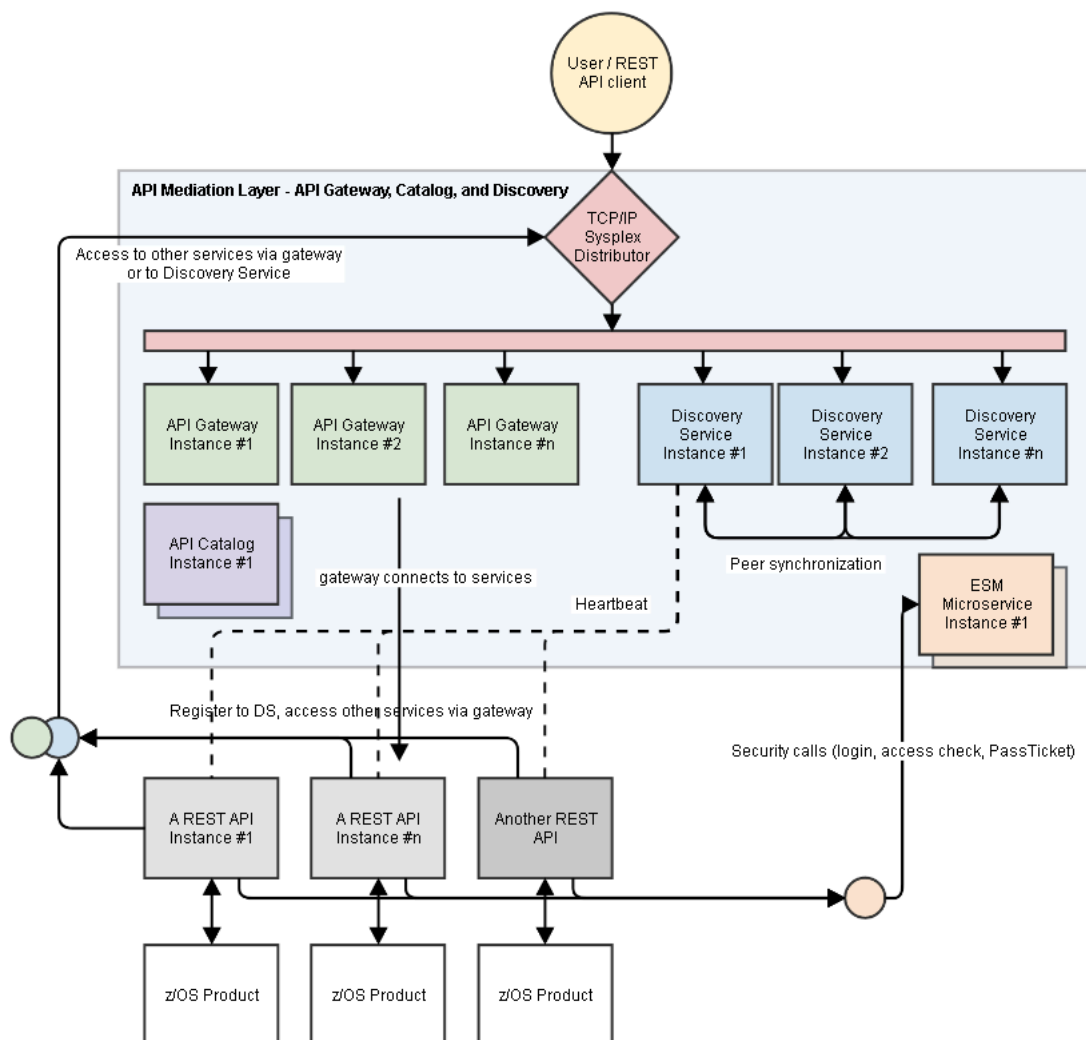 User / REST
API client
API Mediation Layer - API Gateway, Catalog, and Discovery
TCP/IP
Sysplex
Distributor
Access to other services via gateway
or to Discovery Service
API Gateway
Instance #1
API Gateway
Instance #2
API Gateway
Instance #n
Discovery
Service
Instance #1
Discovery
Service
Instance #2
Discovery
Service
Instance #n
API Catalog
Instance #1
gateway connects to services
Peer synchronization
Heartbeat
ESM
Microservice
Instance #1
Register to DS, access other services via gateway
Security calls (login, access check, PassTicket)
A REST API
Instance #1
A REST API
Instance #n
Another REST
API
z/OS Product
z/OS Product
z/OS Product